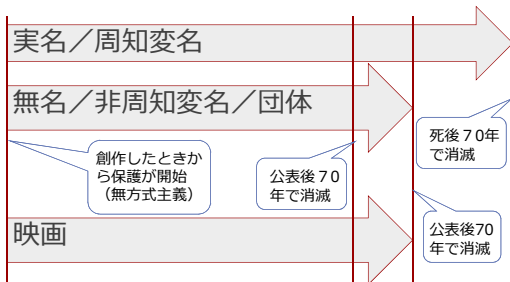 実名／周知変名
無名／非周知変名／団体
創作したときか
ら保護が開始
（無方式主義）
公表後７０
年で消滅
死後７０年
で消滅
映画
公表後70
年で消滅